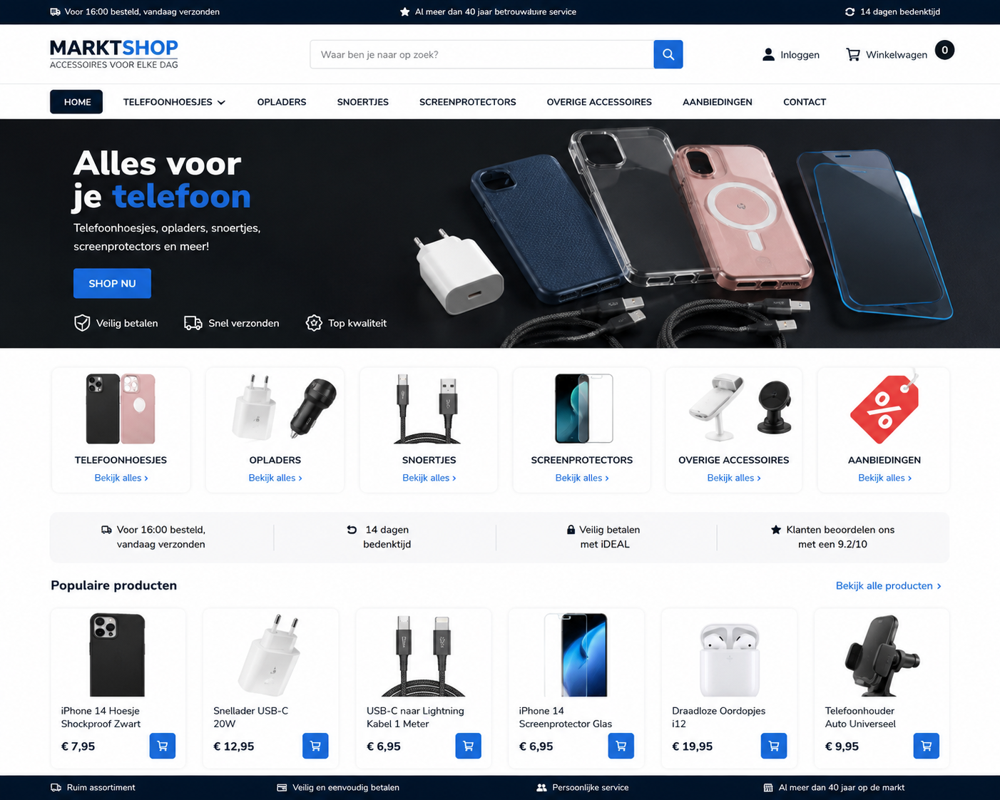 Voor 16:00 besteld, vandaag verzonden
Al meer dan 40 jaar service
14 dagen bedenktijd
MARKTSHOP
ACCESSOIRES VOOR ELKE DAG
Waar ben je naar op zoek?
Inloggen
Winkelwagen
0
HOME
TELEFOONHOESJES
OPLADERS
SNOERTJES
SCREENPROTECTORS
OVERIGE ACCESSOIRES
AANBIEDINGEN
CONTACT
Alles voor
je telefoon
Telefoonhoesjes, opladers, snoertjes,
screenprotectors en meer!
SHOP NU
Veilig betalen
Snel verzonden
Top kwaliteit
%
TELEFOONHOESJES
Bekijk alles ›
OPLADERS
Bekijk alles ›
SNOERTJES
Bekijk alles ›
SCREENPROTECTORS
Bekijk alles ›
OVERIGE ACCESSOIRES
Bekijk alles ›
AANBIEDINGEN
Bekijk alles ›
Voor 16:00 besteld,
vandaag verzonden
14 dagen
bedenktijd
Veilig betalen
met iDEAL
Klanten beoordelen ons
met een 9.2/10
Populaire producten
Bekijk alle producten ›
iPhone 14 Hoesje
Shockproof Zwart
€ 7,95
Snellader USB-C
20W
€ 12,95
USB-C naar Lightning
Kabel 1 Meter
€ 6,95
iPhone 14
Screenprotector Glas
€ 6,95
Draadloze Oordopjes
i12
€ 19,95
Telefoonhouder
Auto Universeel
€ 9,95
Ruim assortiment
Veilig en eenvoudig betalen
Persoonlijke service
Al meer dan 40 jaar op de markt